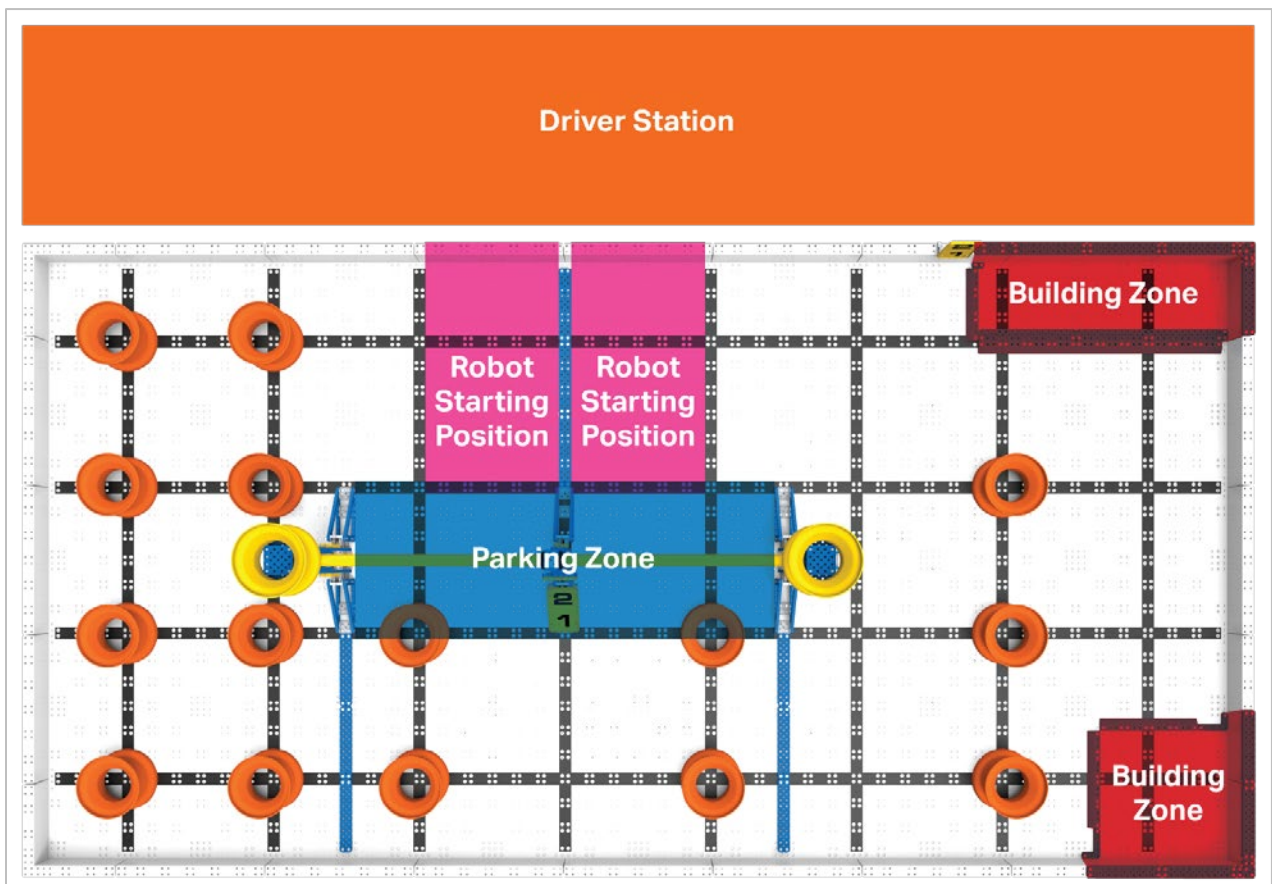 Driver Station
Building Zone
Robot
Starting
Position
Robot
Starting
Position
Parking Zone
2
1
Building
Zone